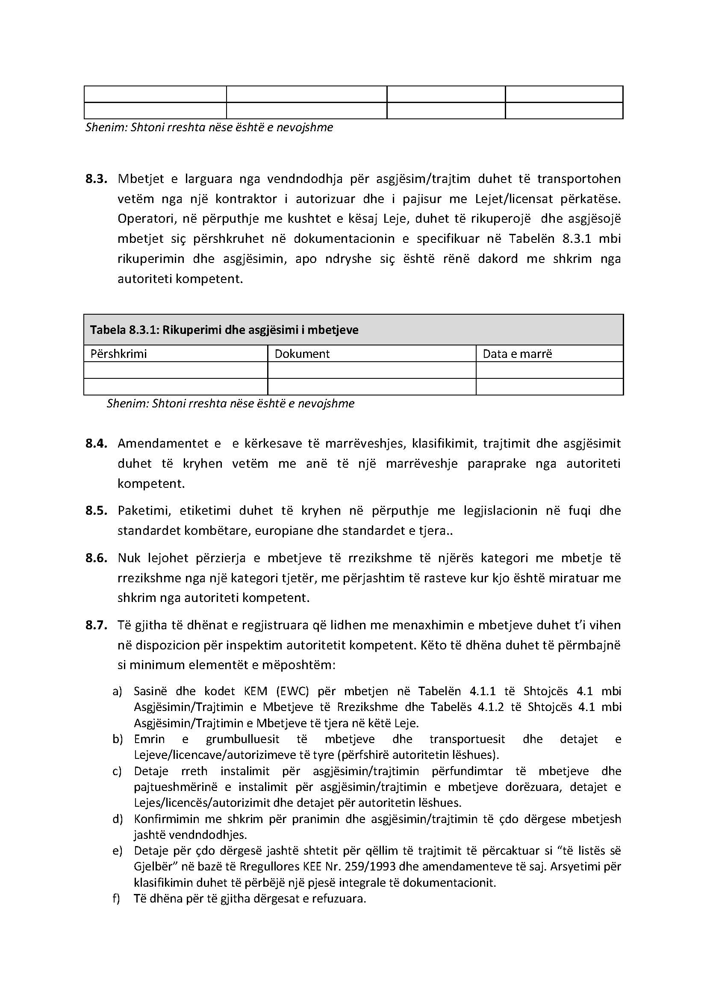 Shenim: Shtoni rreshta nëse është e nevojshme
8.3. Mbetjet e larguara nga vendndodhja për asgjësim/trajtim duhet të transportohen
vetëm nga një kontraktor i autorizuar dhe i pajisur me Lejet/licensat përkatëse.
Operatori, në përputhje me kushtet e kësaj Leje, duhet të rikuperojë dhe asgjësojë
mbetjet siç përshkruhet në dokumentacionin e specifikuar në Tabelën 8.3.1 mbi
rikuperimin dhe asgjësimin, apo ndryshe siç është rënë dakord me shkrim nga
autoriteti kompetent.
Tabela 8.3.1: Rikuperimi dhe asgjësimi i mbetjeve
Përshkrimi Dokument Data e marrë
Shenim: Shtoni rreshta nëse është e nevojshme
8.4. Amendamentet e e kërkesave të marrëveshjes, klasifikimit, trajtimit dhe asgjësimit
duhet të kryhen vetëm me anë të një marrëveshje paraprake nga autoriteti
kompetent.
8.5. Paketimi, etiketimi duhet të kryhen në përputhje me legjislacionin në fuqi dhe
standardet kombëtare, europiane dhe standardet e tjera..
8.6. Nuk lejohet përzierja e mbetjeve të rrezikshme të njërës kategori me mbetje të
rrezikshme nga një kategori tjetër, me përjashtim të rasteve kur kjo është miratuar me
shkrim nga autoriteti kompetent.
8.7. Të gjitha të dhënat e regjistruara që lidhen me menaxhimin e mbetjeve duhet t’i vihen
në dispozicion për inspektim autoritetit kompetent. Këto të dhëna duhet të përmbajnë
si minimum elementët e mëposhtëm:
a) Sasinë dhe kodet KEM (EWC) për mbetjen në Tabelën 4.1.1 të Shtojcës 4.1 mbi
Asgjësimin/Trajtimin e Mbetjeve të Rrezikshme dhe Tabelës 4.1.2 të Shtojcës 4.1 mbi
Asgjësimin/Trajtimin e Mbetjeve të tjera në këtë Leje.
b) Emrin e grumbulluesit të mbetjeve dhe transportuesit dhe detajet e
Lejeve/licencave/autorizimeve të tyre (përfshirë autoritetin lëshues).
c) Detaje rreth instalimit për asgjësimin/trajtimin përfundimtar të mbetjeve dhe
pajtueshmërinë e instalimit për asgjësimin/trajtimin e mbetjeve dorëzuara, detajet e
Lejes/licencës/autorizimit dhe detajet për autoritetin lëshues.
d) Konfirmimin me shkrim për pranimin dhe asgjësimin/trajtimin të çdo dërgese mbetjesh
jashtë vendndodhjes.
e) Detaje për çdo dërgesë jashtë shtetit për qëllim të trajtimit të përcaktuar si “të listës së
Gjelbër” në bazë të Rregullores KEE Nr. 259/1993 dhe amendamenteve të saj. Arsyetimi për
klasifikimin duhet të përbëjë një pjesë integrale të dokumentacionit.
f) Të dhëna për të gjitha dërgesat e refuzuara.